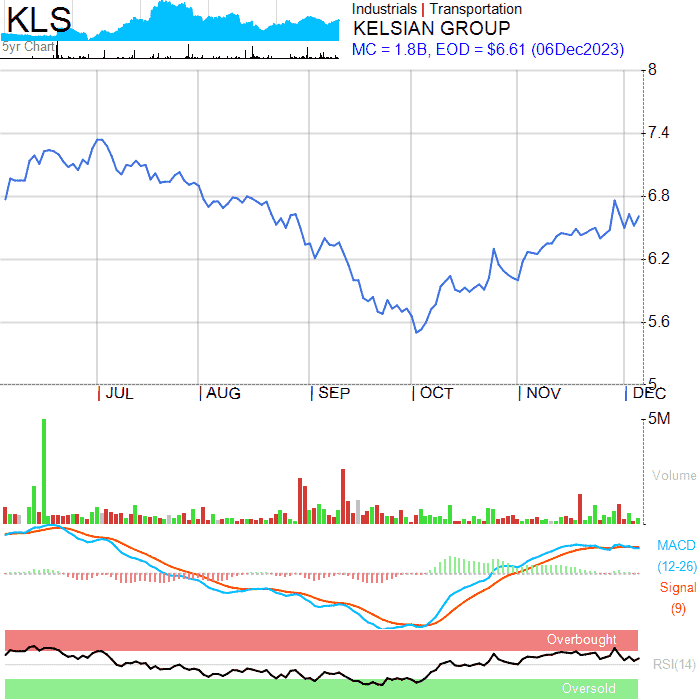 KLS
5yr Chart
Industrials | Transportation
KELSIAN GROUP
MC = 1.8B, EOD = $6.61 (06Dec2023)
8
7.4
6.8
6.2
5.6
5
JUL AUG SEP OCT NOV DEC
5M
Volume
MACD
(12-26)
Signal
(9)
Overbought
RSI(14)
Oversold